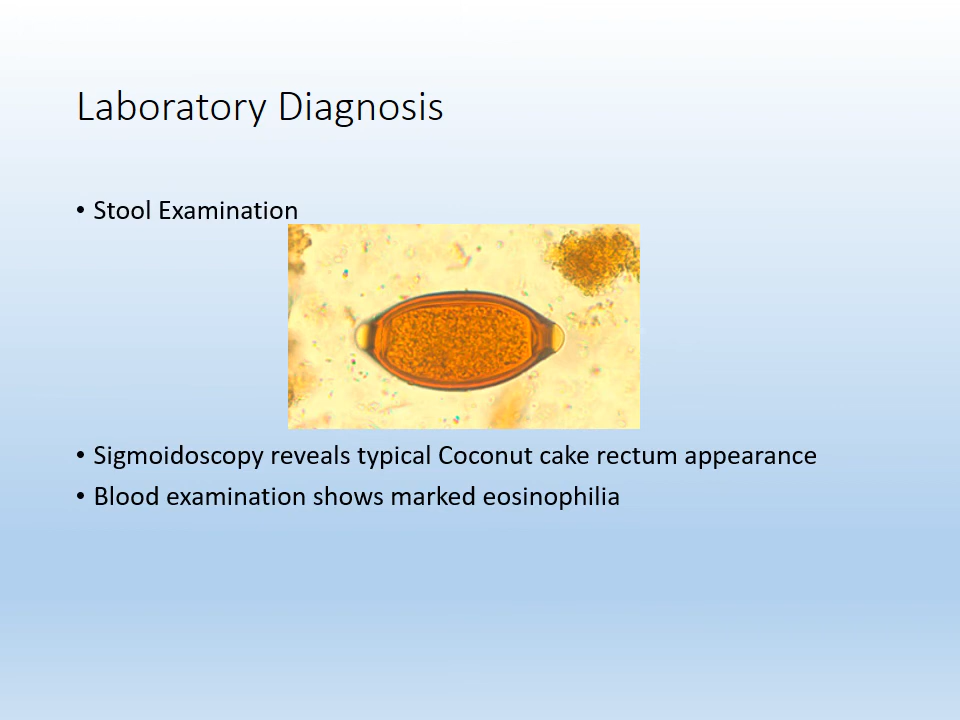 Laboratory Diagnosis
• Stool Examination
• Sigmoidoscopy reveals typical Coconut cake rectum appearance
• Blood examination shows marked eosinophilia